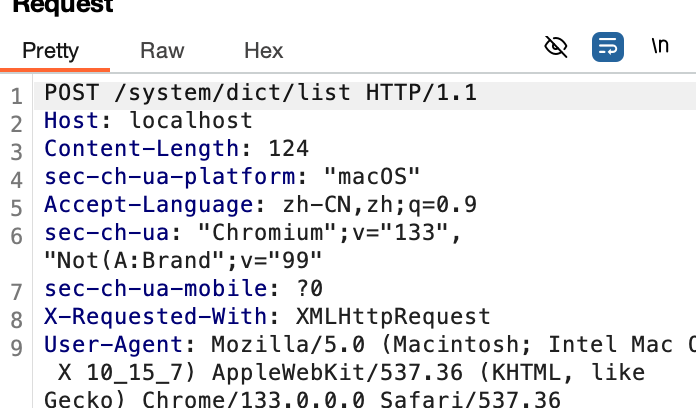 Request
Pretty Raw Hex \n
1 POST /system/dict/list HTTP/1.1
2 Host: localhost
3 Content-Length: 124
4 sec-ch-ua-platform: "macOS"
5 Accept-Language: zh-CN,zh;q=0.9
6 sec-ch-ua: "Chromium";v="133",
"Not(A:Brand";v="99"
7 sec-ch-ua-mobile: ?0
8 X-Requested-With: XMLHttpRequest
9 User-Agent: Mozilla/5.0 (Macintosh; Intel Mac O
X 10_15_7) AppleWebKit/537.36 (KHTML, like
Gecko) Chrome/133.0.0.0 Safari/537.36